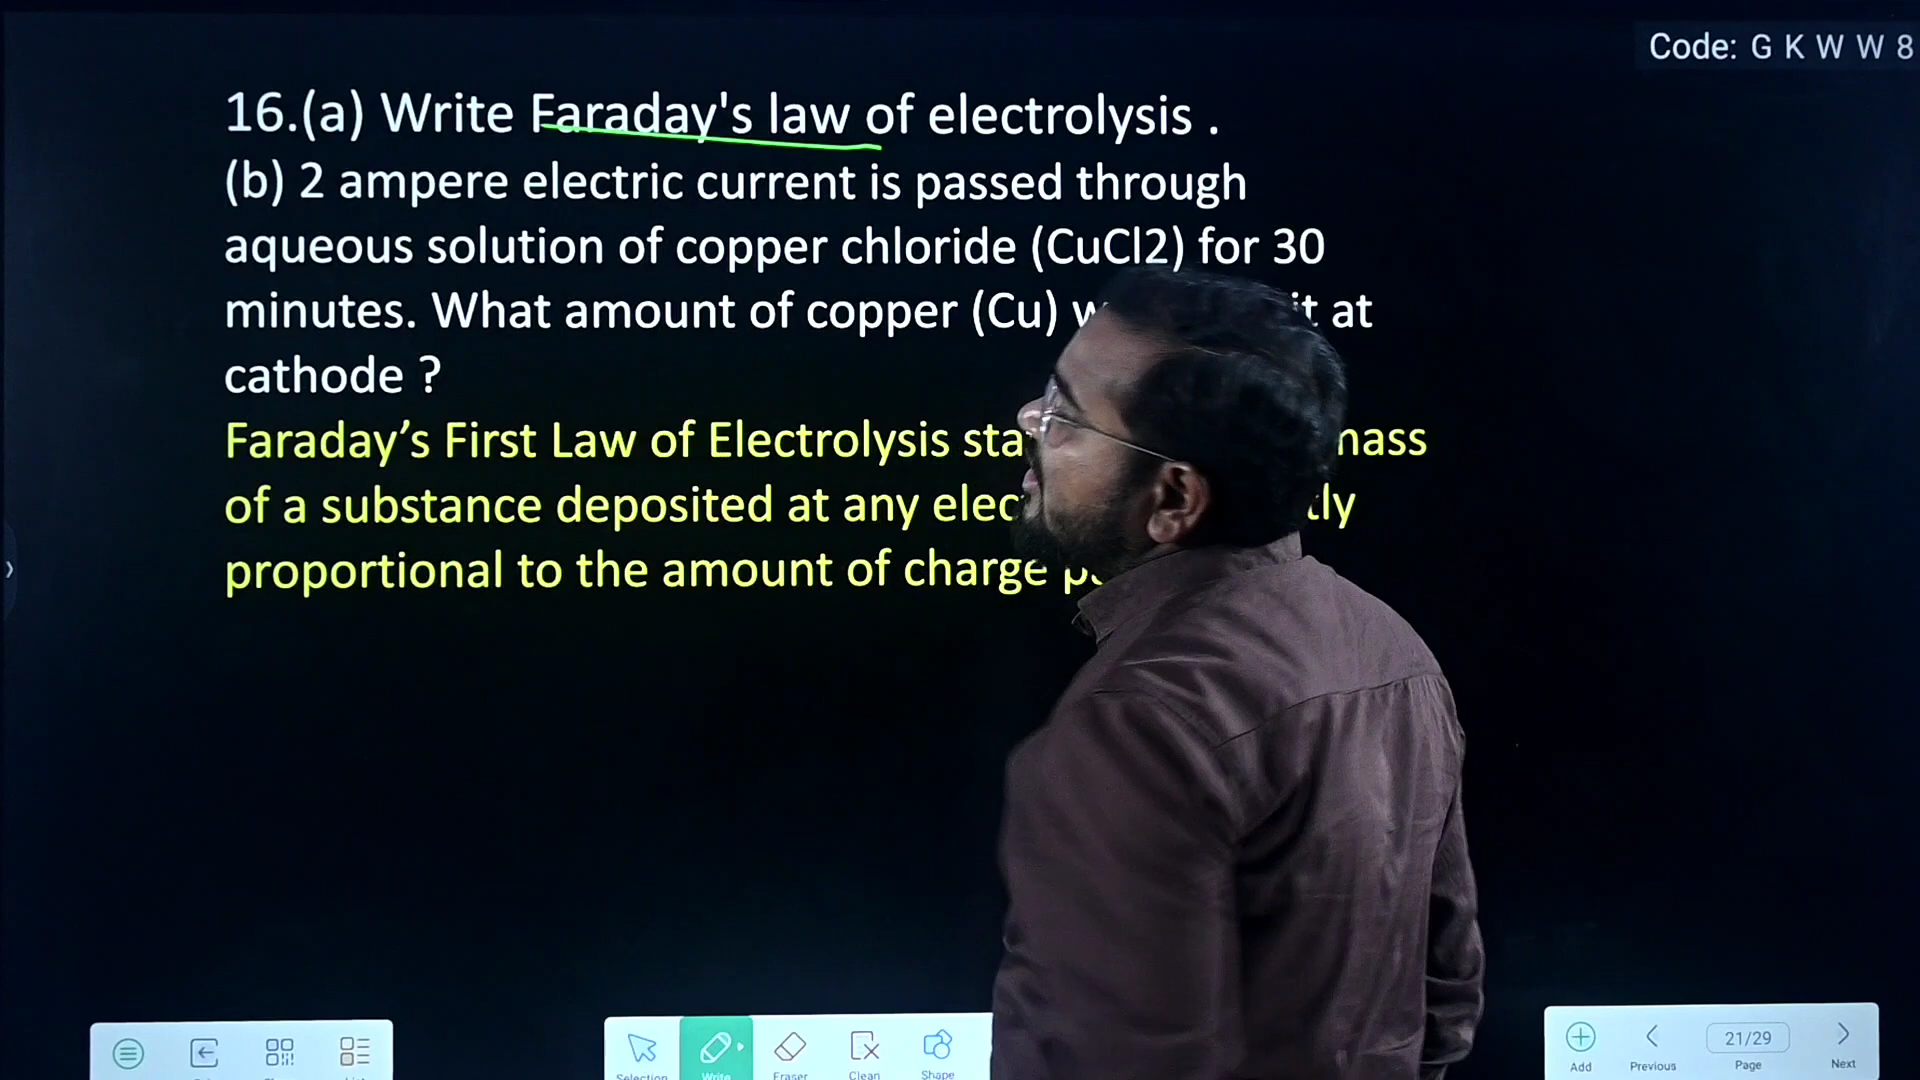 Code: G K W W 8
16.(a) Write Faraday's law of electrolysis .
(b) 2 ampere electric current is passed through
aqueous solution of copper chloride (CuCl2) for 30
minutes. What amount of copper (Cu) at
cathode ?
Faraday’s First Law of Electrolysis mass
of a substance deposited at any
proportional to the amount of charge
Add
Previous
21/29
Page
Next
Selection
Write
Eraser
Clean
Shape